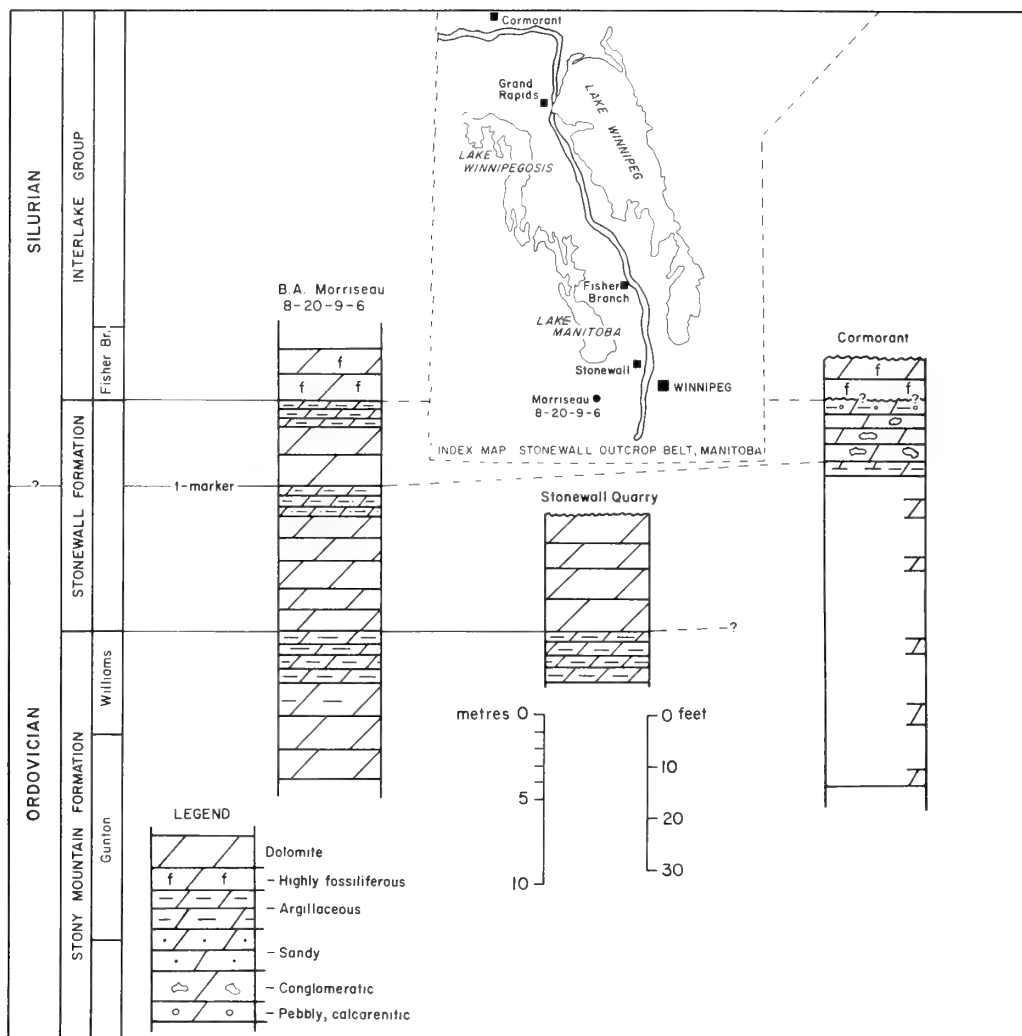 Cormorant
Grand
Rapids
LAKE WINNIPEG
LAKE
WINNIPEGOSIS
Fisher
Branch
LAKE
MANITOBA
Stonewall
WINNIPEG
Morriseau
8-20-9-6
INDEX MAP STONEWALL OUTCROP BELT, MANITOBA
SILURIAN
ORDOVICIAN
?
INTERLAKE GROUP
STONEWALL FORMATION
STONY MOUNTAIN FORMATION
Fisher Br.
Williams
Gunton
B.A. Morriseau
8-20-9-6
f
f f
t-marker
Stonewall Quarry
?
Cormorant
f
f f
? ?
metres 0
5
10
0 feet
10
20
30
LEGEND
Dolomite
f f
- Highly fossiliferous
- Argillaceous
- Sandy
- Conglomeratic
- Pebbly, calcarenitic